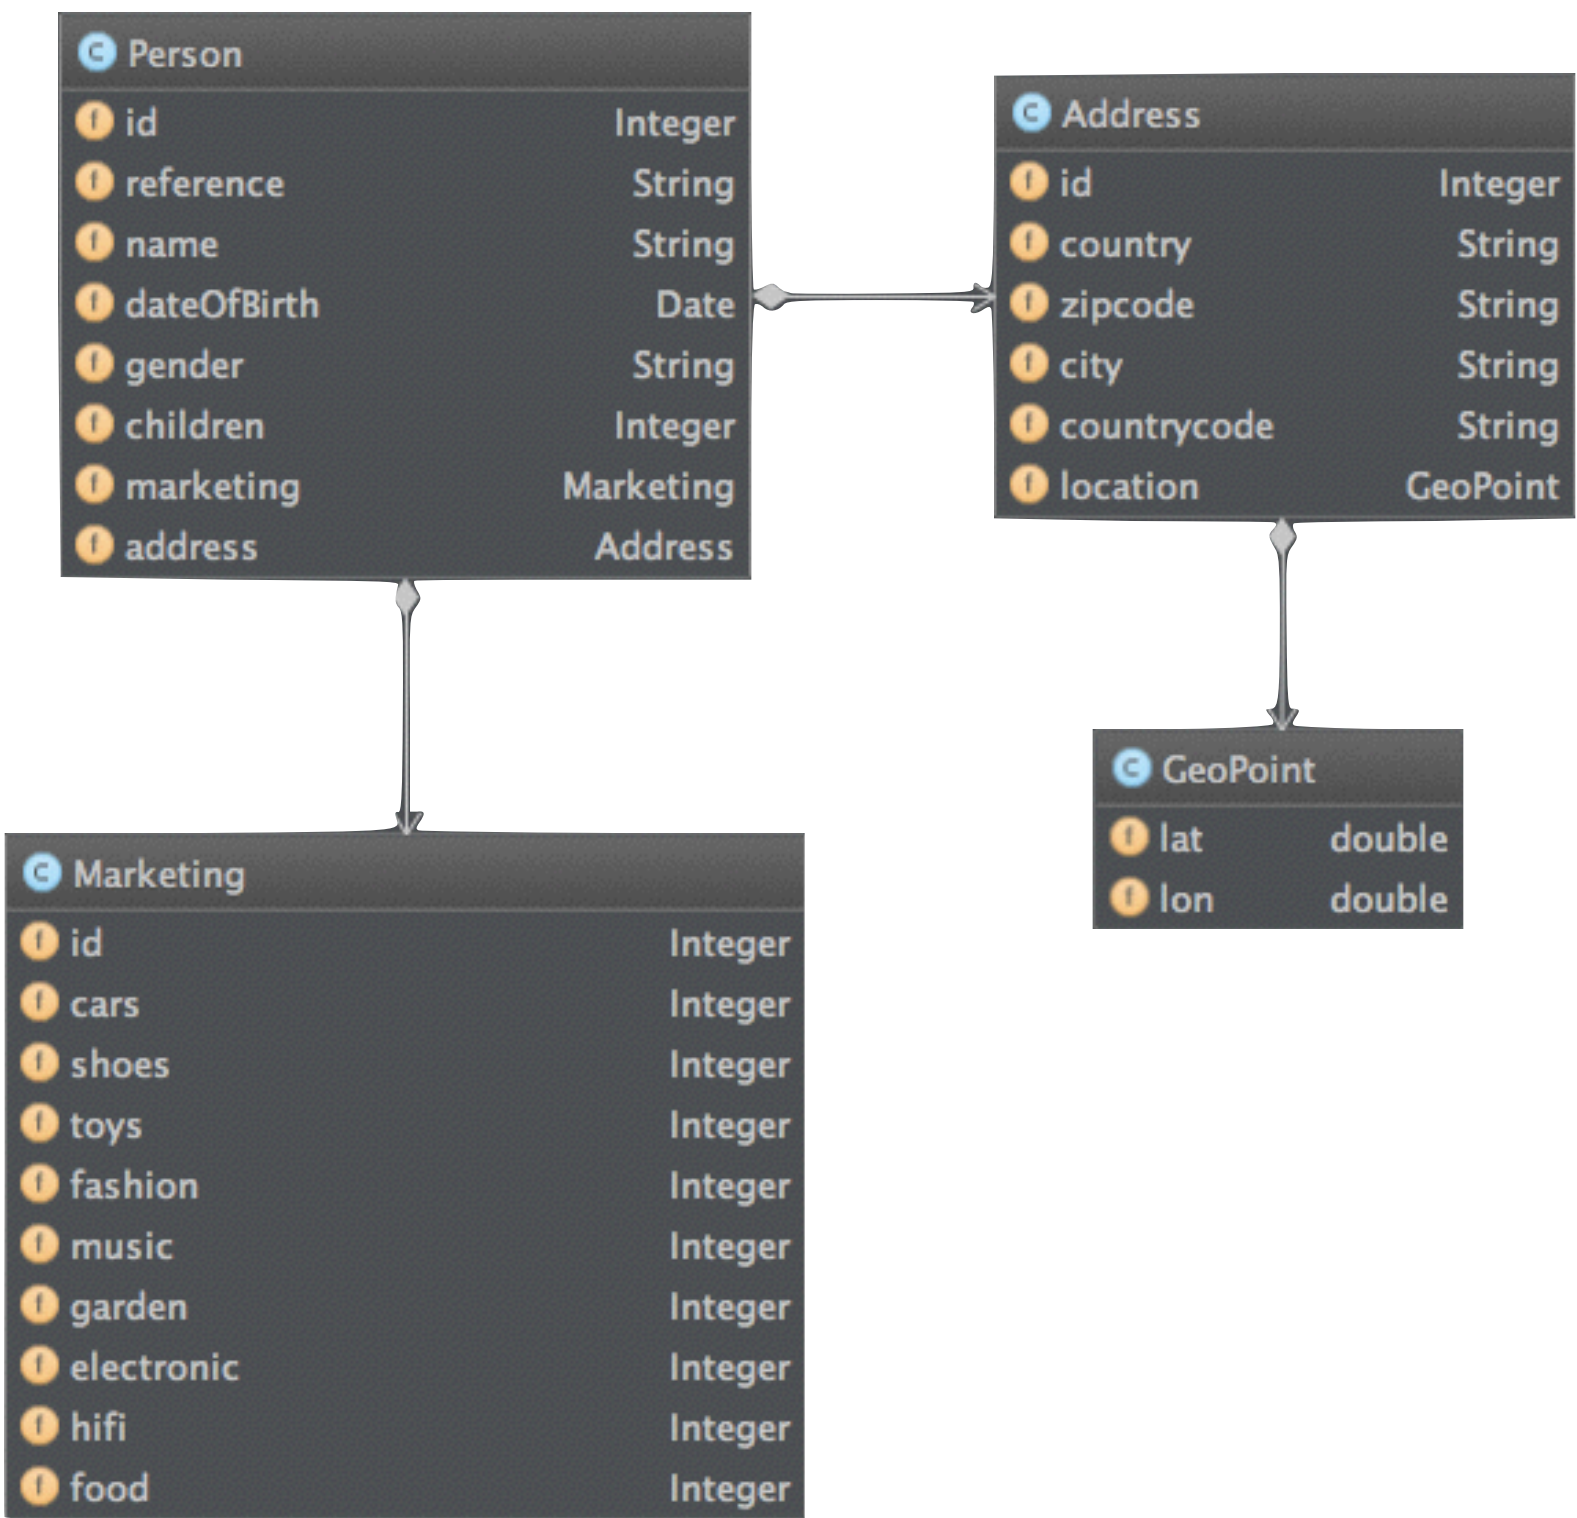 C Person
f id Integer
f reference String
f name String
f dateOfBirth Date
f gender String
f children Integer
f marketing Marketing
f address Address
C Address
f id Integer
f country String
f zipcode String
f city String
f countrycode String
f location GeoPoint
C GeoPoint
f lat double
f lon double
C Marketing
f id Integer
f cars Integer
f shoes Integer
f toys Integer
f fashion Integer
f music Integer
f garden Integer
f electronic Integer
f hifi Integer
f food Integer